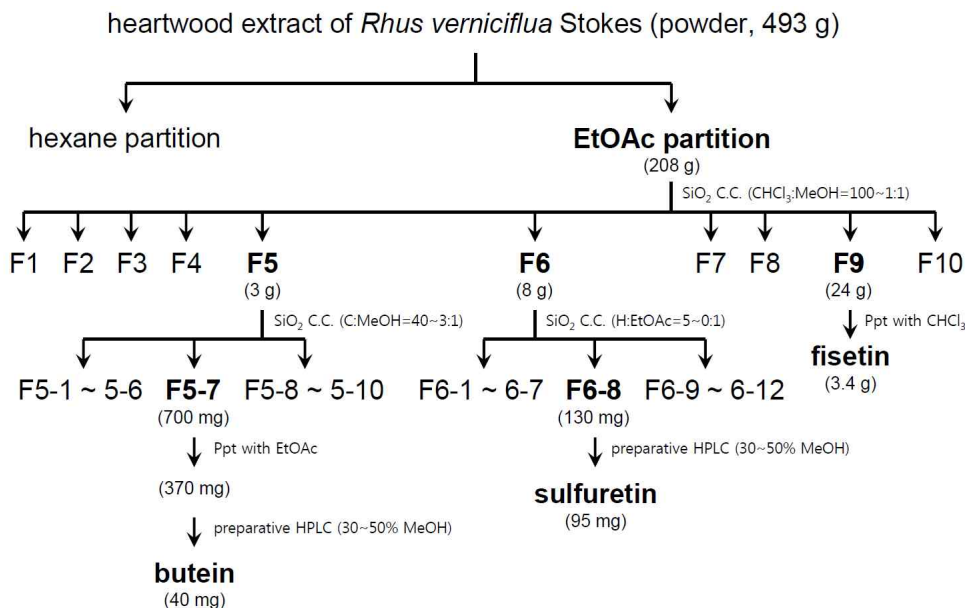 heartwood extract of Rhus verniciflua Stokes (powder, 493 g)
hexane partition
EtOAc partition
(208 g)
SiO₂ C.C. (CHCl₃:MeOH=100~1:1)
F1 F2 F3 F4 F5 F6 F7 F8 F9 F10
(3 g) (8 g) (24 g)
SiO₂ C.C. (C:MeOH=40~3:1) SiO₂ C.C. (H:EtOAc=5~0:1) Ppt with CHCl₃
fisetin
(3.4 g)
F5-1 ~ 5-6 F5-7 F5-8 ~ 5-10 F6-1 ~ 6-7 F6-8 F6-9 ~ 6-12
(700 mg) (130 mg)
Ppt with EtOAc preparative HPLC (30~50% MeOH)
(370 mg) sulfuretin
(95 mg)
preparative HPLC (30~50% MeOH)
butein
(40 mg)